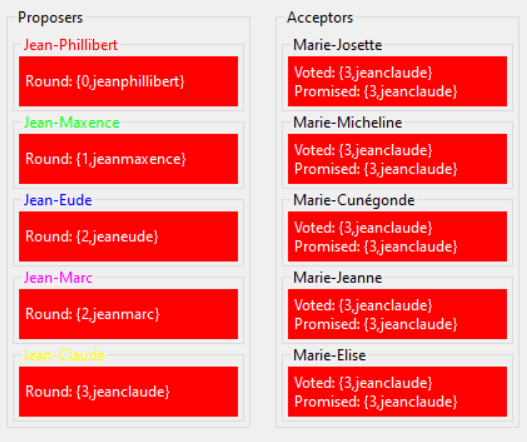 Proposers
Jean-Phillibert
Round: {0,jeanphillibert}
Jean-Maxence
Round: {1,jeanmaxence}
Jean-Eude
Round: {2,jeaneude}
Jean-Marc
Round: {2,jeanmarc}
Jean-Claude
Round: {3,jeanclaude}
Acceptors
Marie-Josette
Voted: {3,jeanclaude}
Promised: {3,jeanclaude}
Marie-Micheline
Voted: {3,jeanclaude}
Promised: {3,jeanclaude}
Marie-Cunégonde
Voted: {3,jeanclaude}
Promised: {3,jeanclaude}
Marie-Jeanne
Voted: {3,jeanclaude}
Promised: {3,jeanclaude}
Marie-Elise
Voted: {3,jeanclaude}
Promised: {3,jeanclaude}